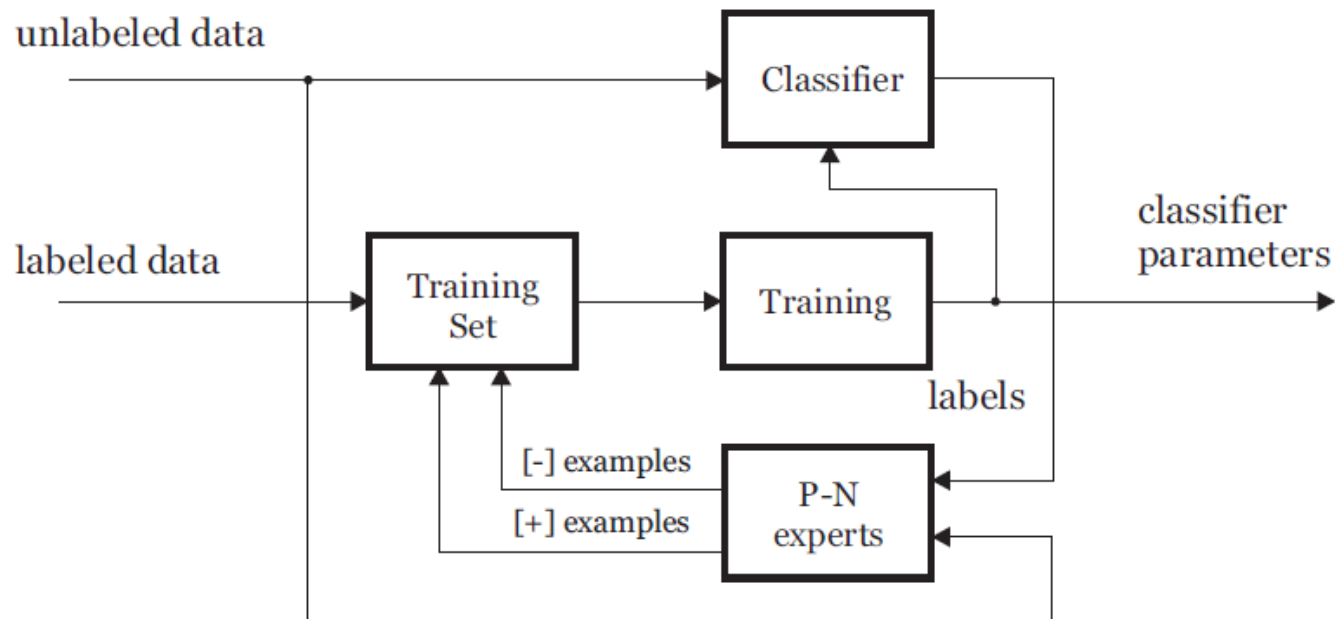 unlabeled data
Classifier
classifier
parameters
labeled data
Training
Set
Training
labels
[-] examples
[+] examples
P-N
experts